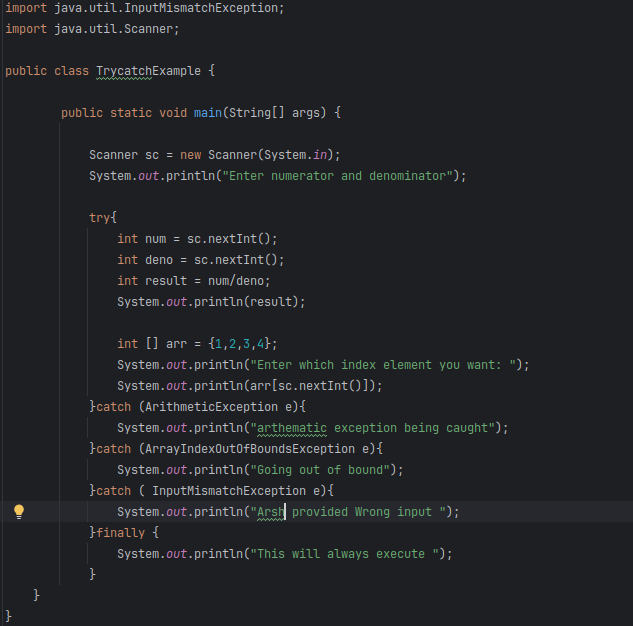 import java.util.InputMismatchException;
import java.util.Scanner;
public class TrycatchExample {
public static void main(String[] args) {
Scanner sc = new Scanner(System.in);
System.out.println("Enter numerator and denominator");
try{
int num = sc.nextInt();
int deno = sc.nextInt();
int result = num/deno;
System.out.println(result);
int [] arr = {1,2,3,4};
System.out.println("Enter which index element you want: ");
System.out.println(arr[sc.nextInt()]);
}catch (ArithmeticException e){
System.out.println("arthematic exception being caught");
}catch (ArrayIndexOutOfBoundsException e){
System.out.println("Going out of bound");
}catch ( InputMismatchException e){
System.out.println("Arsh provided Wrong input ");
}finally {
System.out.println("This will always execute ");
}
}
}